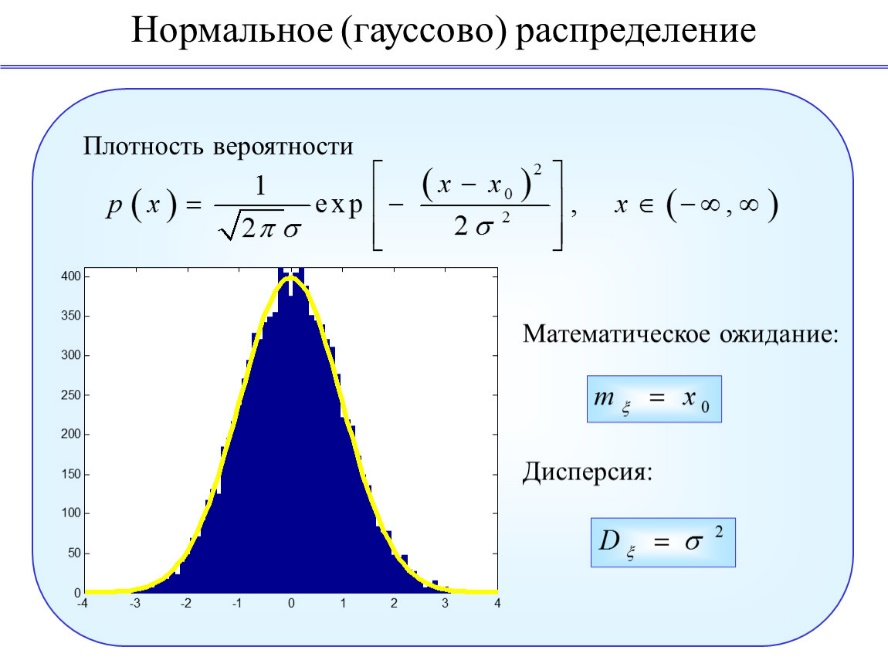 Нормальное (гауссово) распределение
Плотность вероятности
p(x) = 1 / (√(2π) σ) exp[ − (x − x₀)² / (2σ²) ], x ∈ (−∞, ∞)
400
350
300
250
200
150
100
50
0
-4 -3 -2 -1 0 1 2 3 4
Математическое ожидание:
m_ξ = x₀
Дисперсия:
D_ξ = σ²